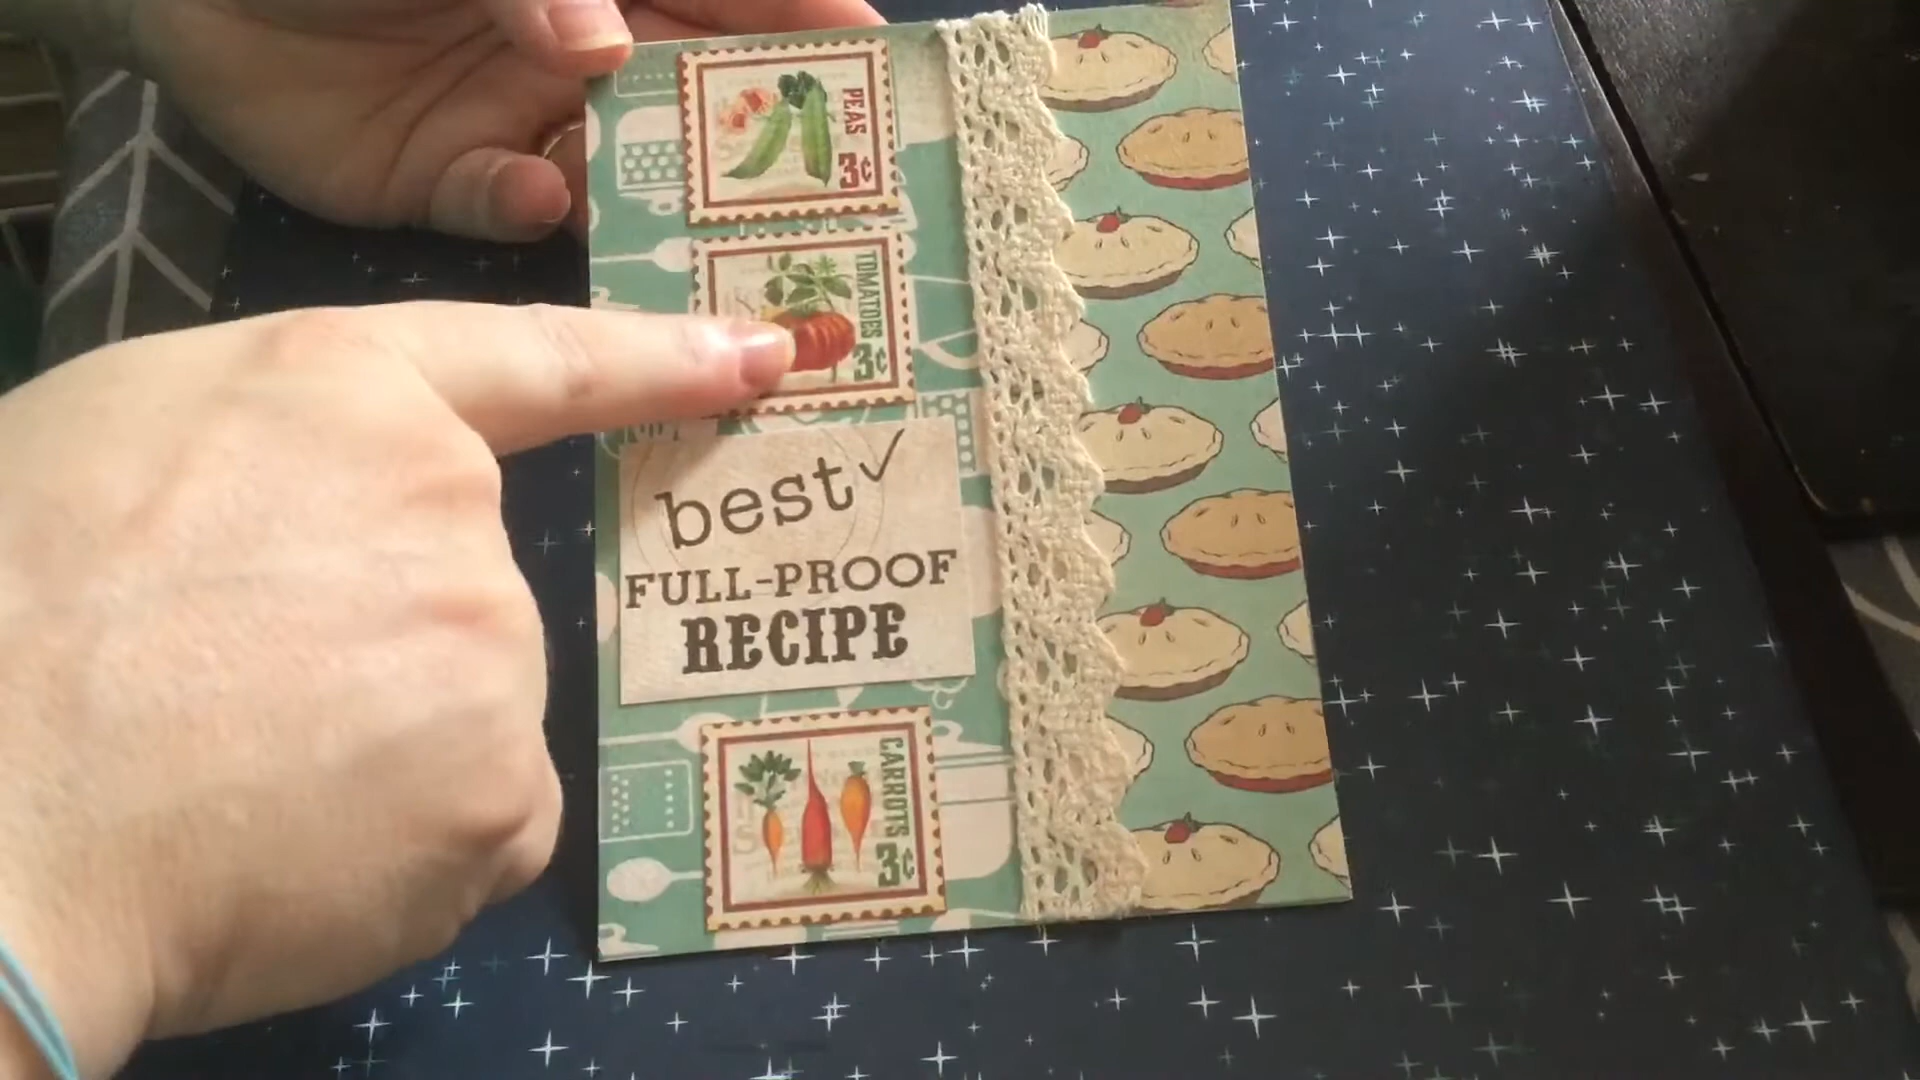 PEAS
3¢
TOMATOES
3¢
best✓
FULL-PROOF
RECIPE
CARROTS
3¢